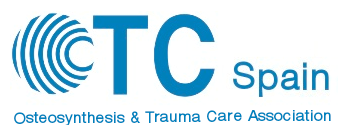 OTC Spain
Osteosynthesis & Trauma Care Association